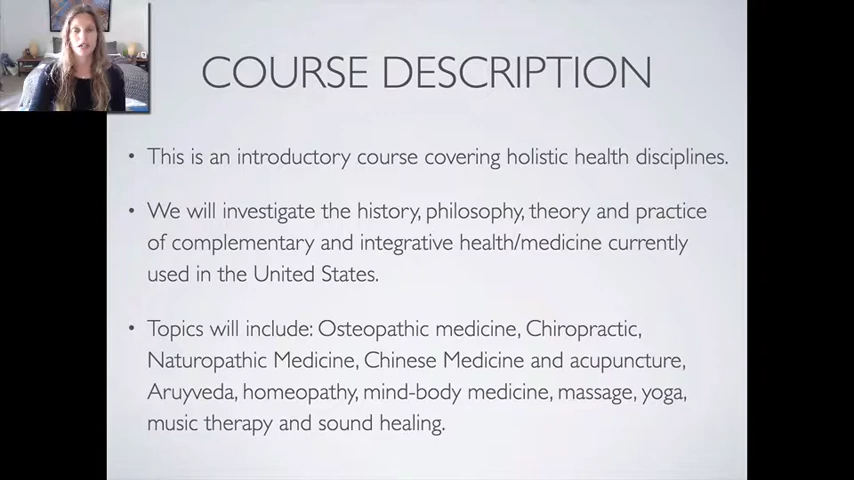 COURSE DESCRIPTION
• This is an introductory course covering holistic health disciplines.
• We will investigate the history, philosophy, theory and practice
of complementary and integrative health/medicine currently
used in the United States.
• Topics will include: Osteopathic medicine, Chiropractic,
Naturopathic Medicine, Chinese Medicine and acupuncture,
Aruyveda, homeopathy, mind-body medicine, massage, yoga,
music therapy and sound healing.